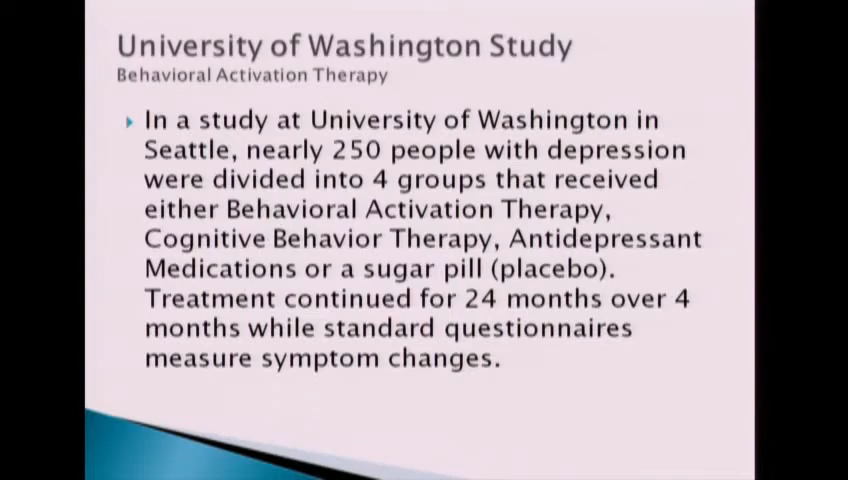 University of Washington Study
Behavioral Activation Therapy
In a study at University of Washington in
Seattle, nearly 250 people with depression
were divided into 4 groups that received
either Behavioral Activation Therapy,
Cognitive Behavior Therapy, Antidepressant
Medications or a sugar pill (placebo).
Treatment continued for 24 months over 4
months while standard questionnaires
measure symptom changes.